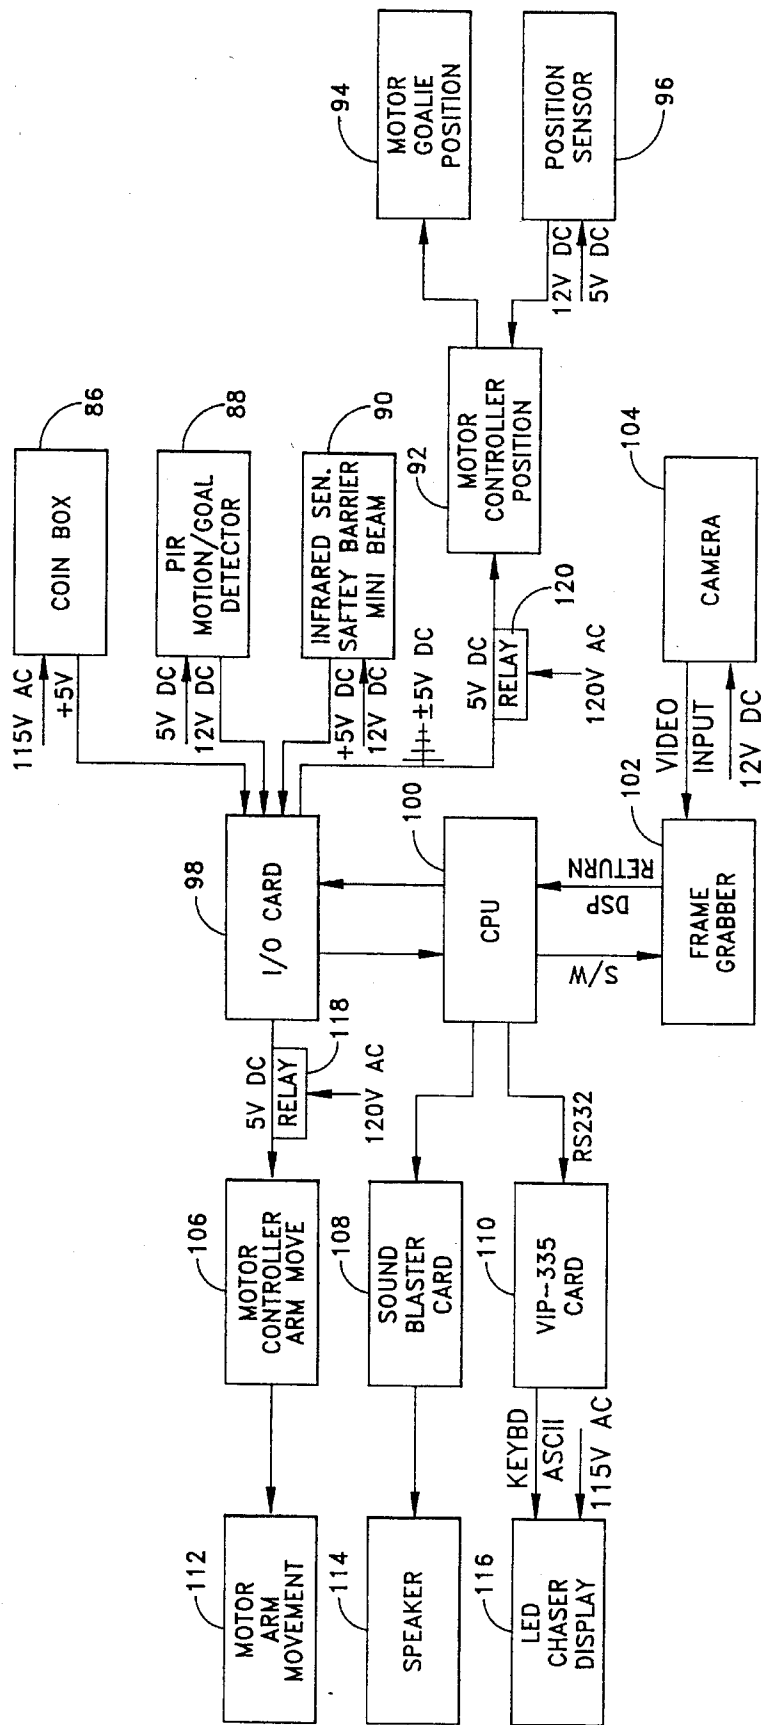 112
MOTOR
ARM
MOVEMENT
106
MOTOR
CONTROLLER
ARM MOVE
5V DC
RELAY
118
120V AC
98
I/O CARD
115V AC
+5V
COIN BOX
86
5V DC
12V DC
PIR
MOTION/GOAL
DETECTOR
88
+5V DC
12V DC
INFRARED SEN.
SAFTEY BARRIER
MINI BEAM
90
±5V DC
5V DC
RELAY
120
120V AC
92
MOTOR
CONTROLLER
POSITION
94
MOTOR
GOALIE
POSITION
12V DC
5V DC
POSITION
SENSOR
96
114
SPEAKER
108
SOUND
BLASTER
CARD
100
CPU
116
LED
CHASER
DISPLAY
KEYBD
ASCII
115V AC
110
VIP-335
CARD
RS232
S/W
DSP
RETURN
102
FRAME
GRABBER
VIDEO
INPUT
12V DC
104
CAMERA